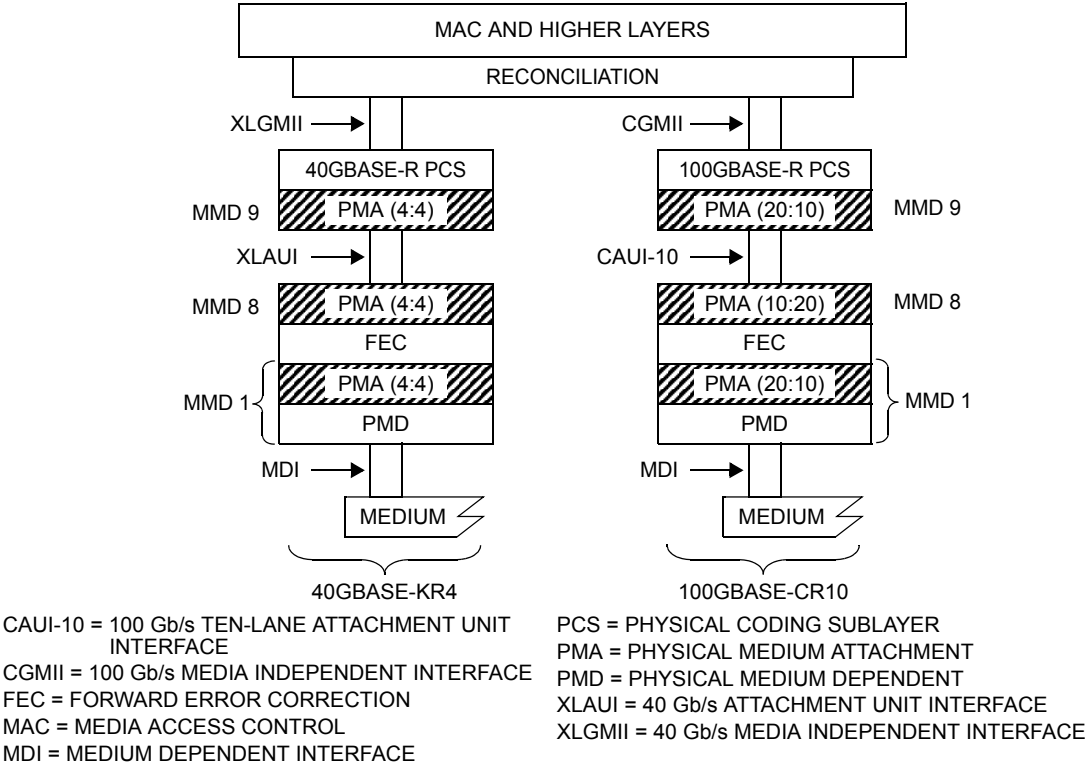 MAC AND HIGHER LAYERS
RECONCILIATION
XLGMII
CGMII
40GBASE-R PCS
100GBASE-R PCS
MMD 9
PMA (4:4)
PMA (20:10)
MMD 9
XLAUI
CAUI-10
MMD 8
PMA (4:4)
PMA (10:20)
MMD 8
FEC
FEC
MMD 1
PMA (4:4)
PMA (20:10)
MMD 1
PMD
PMD
MDI
MDI
MEDIUM
MEDIUM
40GBASE-KR4
100GBASE-CR10
CAUI-10 = 100 Gb/s TEN-LANE ATTACHMENT UNIT
INTERFACE
CGMII = 100 Gb/s MEDIA INDEPENDENT INTERFACE
FEC = FORWARD ERROR CORRECTION
MAC = MEDIA ACCESS CONTROL
MDI = MEDIUM DEPENDENT INTERFACE
PCS = PHYSICAL CODING SUBLAYER
PMA = PHYSICAL MEDIUM ATTACHMENT
PMD = PHYSICAL MEDIUM DEPENDENT
XLAUI = 40 Gb/s ATTACHMENT UNIT INTERFACE
XLGMII = 40 Gb/s MEDIA INDEPENDENT INTERFACE